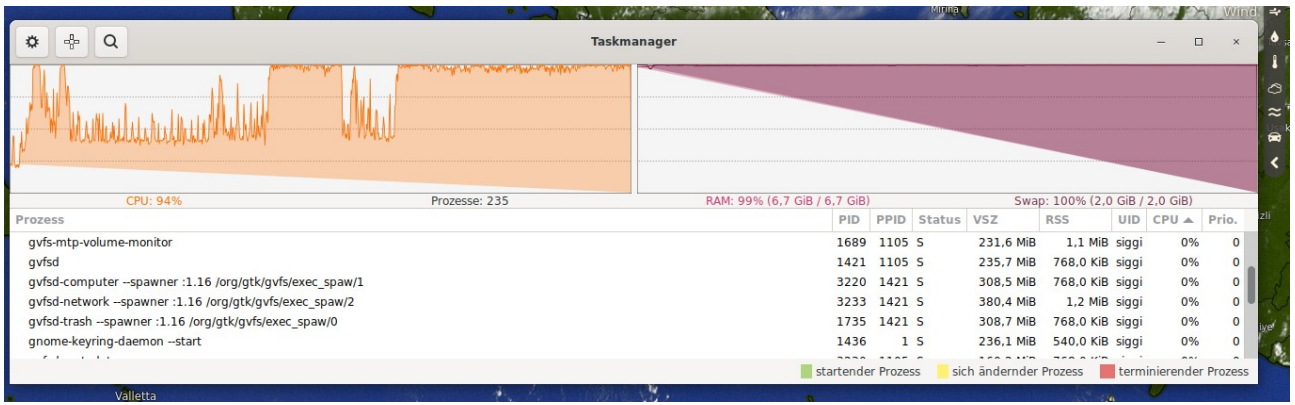 Mirina
Wind
Taskmanager
CPU: 94%
Prozesse: 235
RAM: 99% (6,7 GiB / 6,7 GiB)
Swap: 100% (2,0 GiB / 2,0 GiB)
Prozess PID PPID Status VSZ RSS UID CPU Prio.
gvfs-mtp-volume-monitor 1689 1105 S 231,6 MiB 1,1 MiB siggi 0% 0
gvfsd 1421 1105 S 235,7 MiB 768,0 KiB siggi 0% 0
gvfsd-computer --spawner :1.16 /org/gtk/gvfs/exec_spaw/1 3220 1421 S 308,5 MiB 768,0 KiB siggi 0% 0
gvfsd-network --spawner :1.16 /org/gtk/gvfs/exec_spaw/2 3233 1421 S 380,4 MiB 1,2 MiB siggi 0% 0
gvfsd-trash --spawner :1.16 /org/gtk/gvfs/exec_spaw/0 1735 1421 S 308,7 MiB 768,0 KiB siggi 0% 0
gnome-keyring-daemon --start 1436 1 S 236,1 MiB 540,0 KiB siggi 0% 0
startender Prozess
sich ändernder Prozess
terminierender Prozess
Valletta